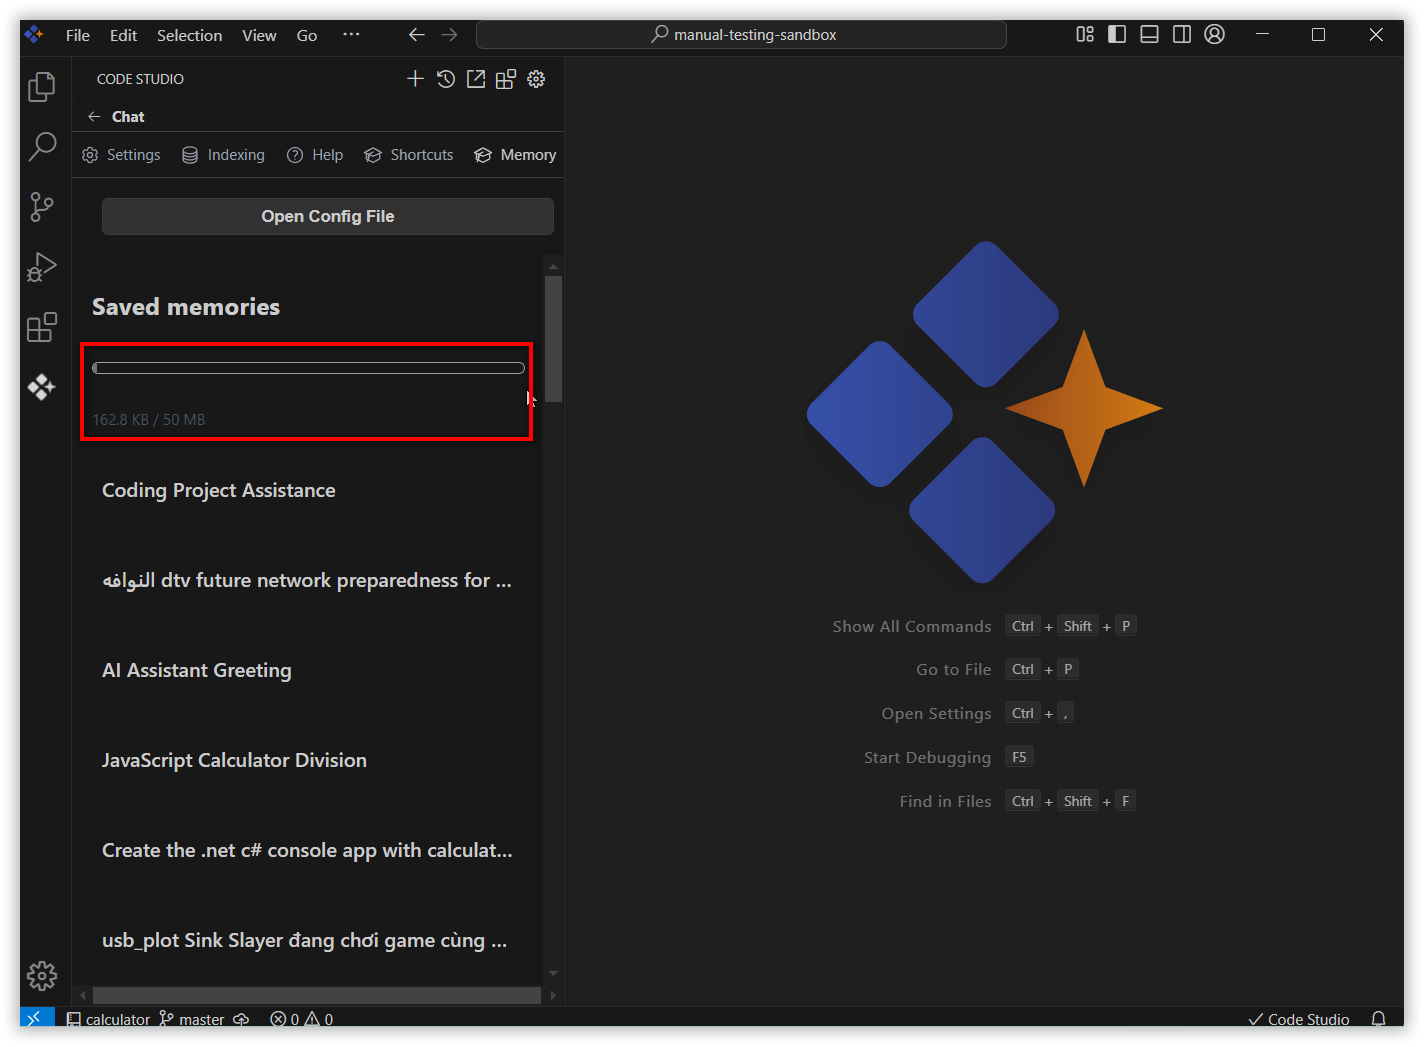 File Edit Selection View Go ···
manual-testing-sandbox
CODE STUDIO
Chat
Settings Indexing Help Shortcuts Memory
Open Config File
Saved memories
162.8 KB / 50 MB
Coding Project Assistance
النوافه dtv future network preparedness for ...
AI Assistant Greeting
JavaScript Calculator Division
Create the .net c# console app with calculat...
usb_plot Sink Slayer đang chơi game cùng ...
Show All Commands Ctrl + Shift + P
Go to File Ctrl + P
Open Settings Ctrl + ,
Start Debugging F5
Find in Files Ctrl + Shift + F
calculator master 0 0
Code Studio